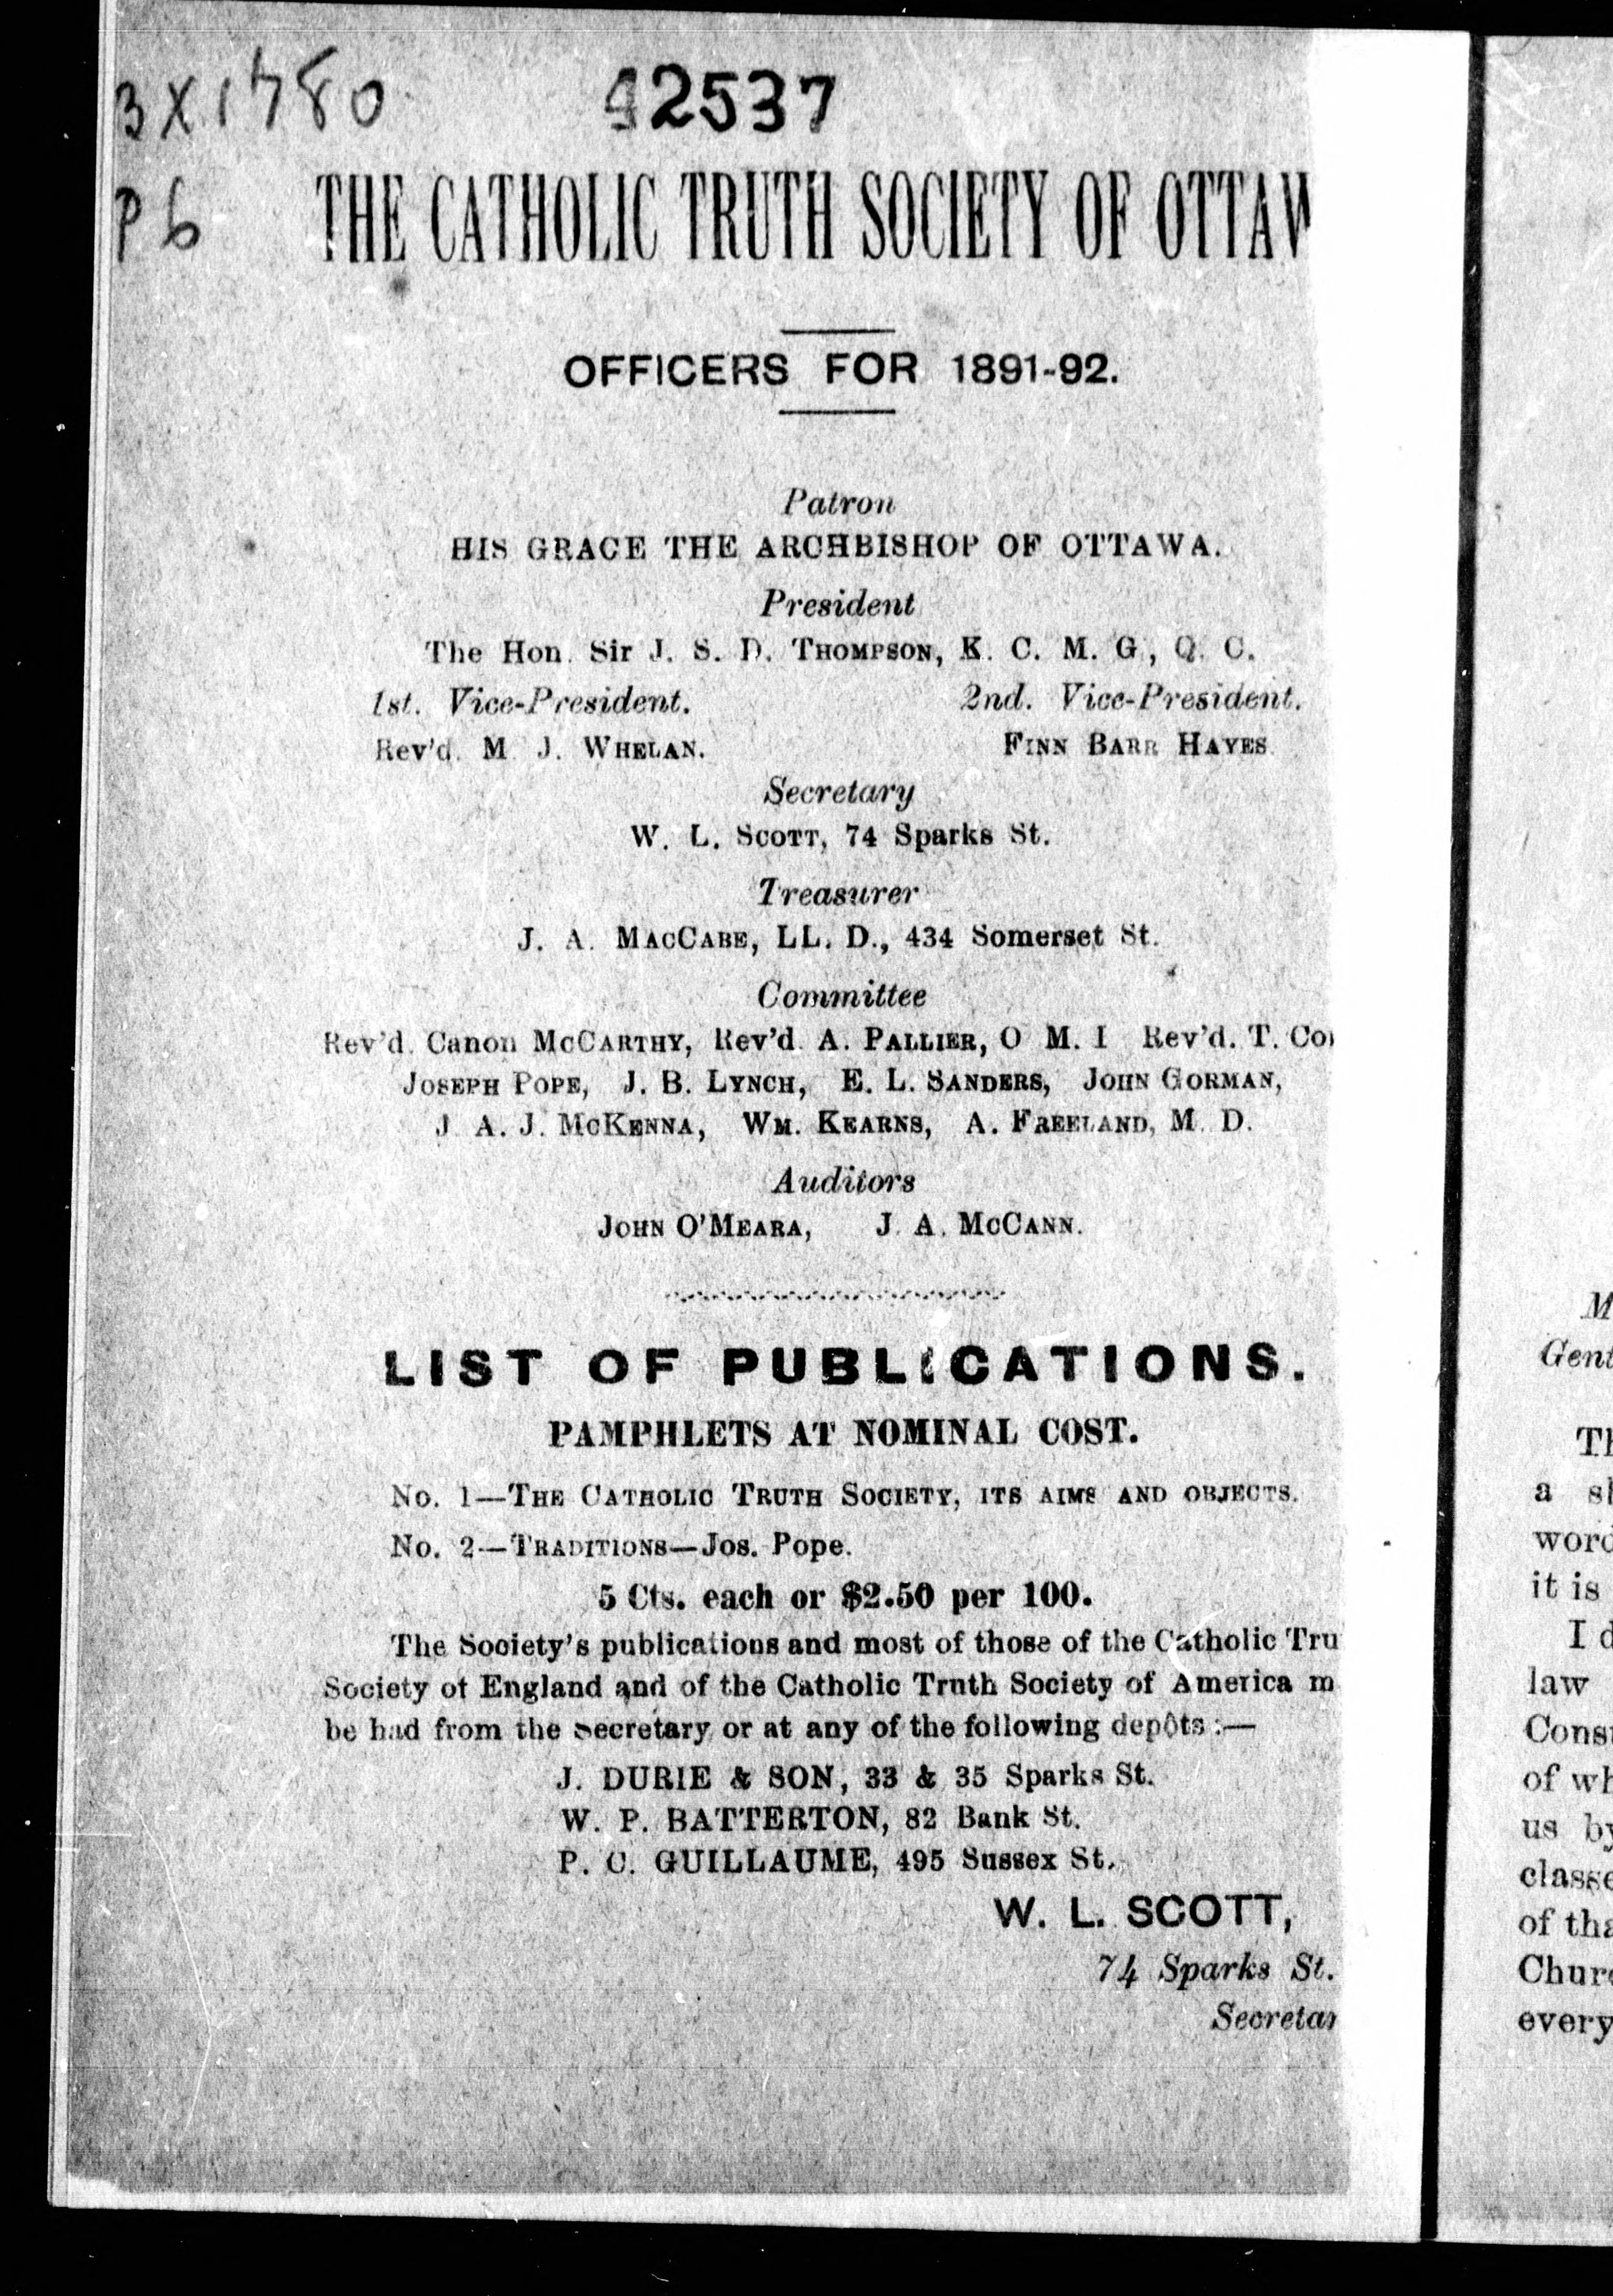 3X1780
92537
P6
THE CATHOLIC TRUTH SOCIETY OF OTTAW
OFFICERS FOR 1891-92.
Patron
HIS GRACE THE ARCHBISHOP OF OTTAWA.
President
The Hon. Sir J. S. D. THOMPSON, K. C. M. G, Q. C.
1st. Vice-President. 2nd. Vice-President.
Rev'd. M J. WHELAN. FINN BARR HAYES
Secretary
W. L. SCOTT, 74 Sparks St.
Treasurer
J. A. MACCABE, LL. D., 434 Somerset St.
Committee
Rev'd. Canon MCCARTHY, Rev'd. A. PALLIER, O M. I Rev'd. T. Co
JOSEPH POPE, J. B. LYNCH, E. L. SANDERS, JOHN GORMAN,
J A. J. MCKENNA, WM. KEARNS, A. FREELAND, M. D.
Auditors
JOHN O'MEARA, J. A. MCCANN.
LIST OF PUBLICATIONS.
PAMPHLETS AT NOMINAL COST.
No. 1—THE CATHOLIC TRUTH SOCIETY, ITS AIMS AND OBJECTS.
No. 2—TRADITIONS—Jos. Pope.
5 Cts. each or $2.50 per 100.
The Society's publications and most of those of the Catholic Tru
Society of England and of the Catholic Truth Society of America m
be had from the Secretary or at any of the following depôts:—
J. DURIE & SON, 33 & 35 Sparks St.
W. P. BATTERTON, 82 Bank St.
P. C. GUILLAUME, 495 Sussex St.
W. L. SCOTT,
74 Sparks St.
Secretar
M
Gent
Th
a sh
word
it is
I d
law
Cons
of wh
us by
classe
of tha
Churc
every